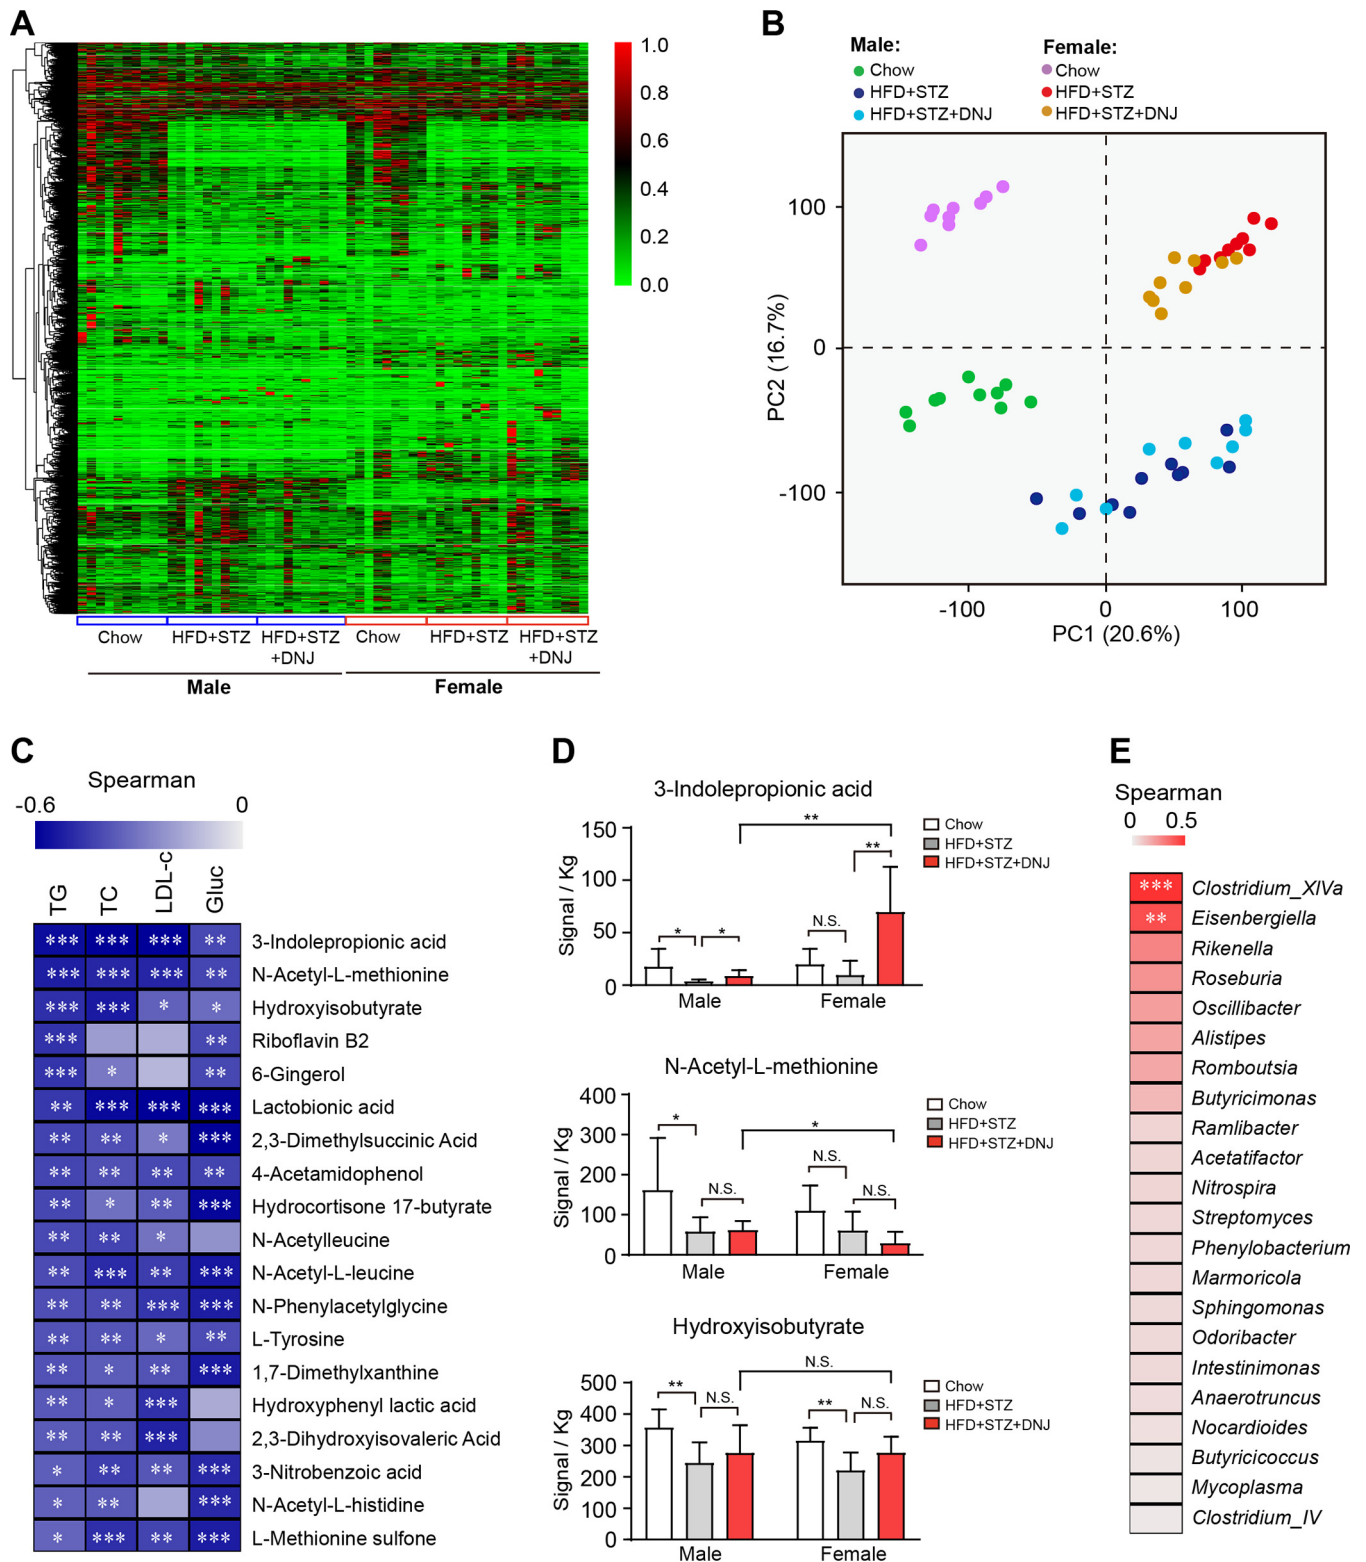 A
1.0
0.8
0.6
0.4
0.2
0.0
Chow
HFD+STZ
HFD+STZ
+DNJ
Chow
HFD+STZ
HFD+STZ
+DNJ
Male
Female
B
Male:
Chow
HFD+STZ
HFD+STZ+DNJ
Female:
Chow
HFD+STZ
HFD+STZ+DNJ
PC2 (16.7%)
100
0
-100
-100
0
100
PC1 (20.6%)
C
Spearman
-0.6
0
TG
TC
LDL-c
Gluc
*** *** *** ** 3-Indolepropionic acid
*** *** *** ** N-Acetyl-L-methionine
*** *** * * Hydroxyisobutyrate
*** ** Riboflavin B2
*** * ** 6-Gingerol
** *** *** *** Lactobionic acid
** ** * *** 2,3-Dimethylsuccinic Acid
** ** ** ** 4-Acetamidophenol
** * ** *** Hydrocortisone 17-butyrate
** ** * N-Acetylleucine
** *** ** *** N-Acetyl-L-leucine
** ** *** *** N-Phenylacetylglycine
** ** * ** L-Tyrosine
** * ** *** 1,7-Dimethylxanthine
** * *** Hydroxyphenyl lactic acid
** ** *** 2,3-Dihydroxyisovaleric Acid
* ** ** *** 3-Nitrobenzoic acid
* ** *** N-Acetyl-L-histidine
* *** ** *** L-Methionine sulfone
D
3-Indolepropionic acid
Signal / Kg
150
100
50
0
*
*
N.S.
**
**
Male
Female
Chow
HFD+STZ
HFD+STZ+DNJ
N-Acetyl-L-methionine
Signal / Kg
400
300
200
100
0
*
N.S.
*
N.S.
N.S.
Male
Female
Chow
HFD+STZ
HFD+STZ+DNJ
Hydroxyisobutyrate
Signal / Kg
500
400
300
200
100
0
**
N.S.
N.S.
**
N.S.
Male
Female
Chow
HFD+STZ
HFD+STZ+DNJ
E
Spearman
0
0.5
*** Clostridium_XIVa
** Eisenbergiella
Rikenella
Roseburia
Oscillibacter
Alistipes
Romboutsia
Butyricimonas
Ramlibacter
Acetatifactor
Nitrospira
Streptomyces
Phenylobacterium
Marmoricola
Sphingomonas
Odoribacter
Intestinimonas
Anaerotruncus
Nocardioides
Butyricicoccus
Mycoplasma
Clostridium_IV